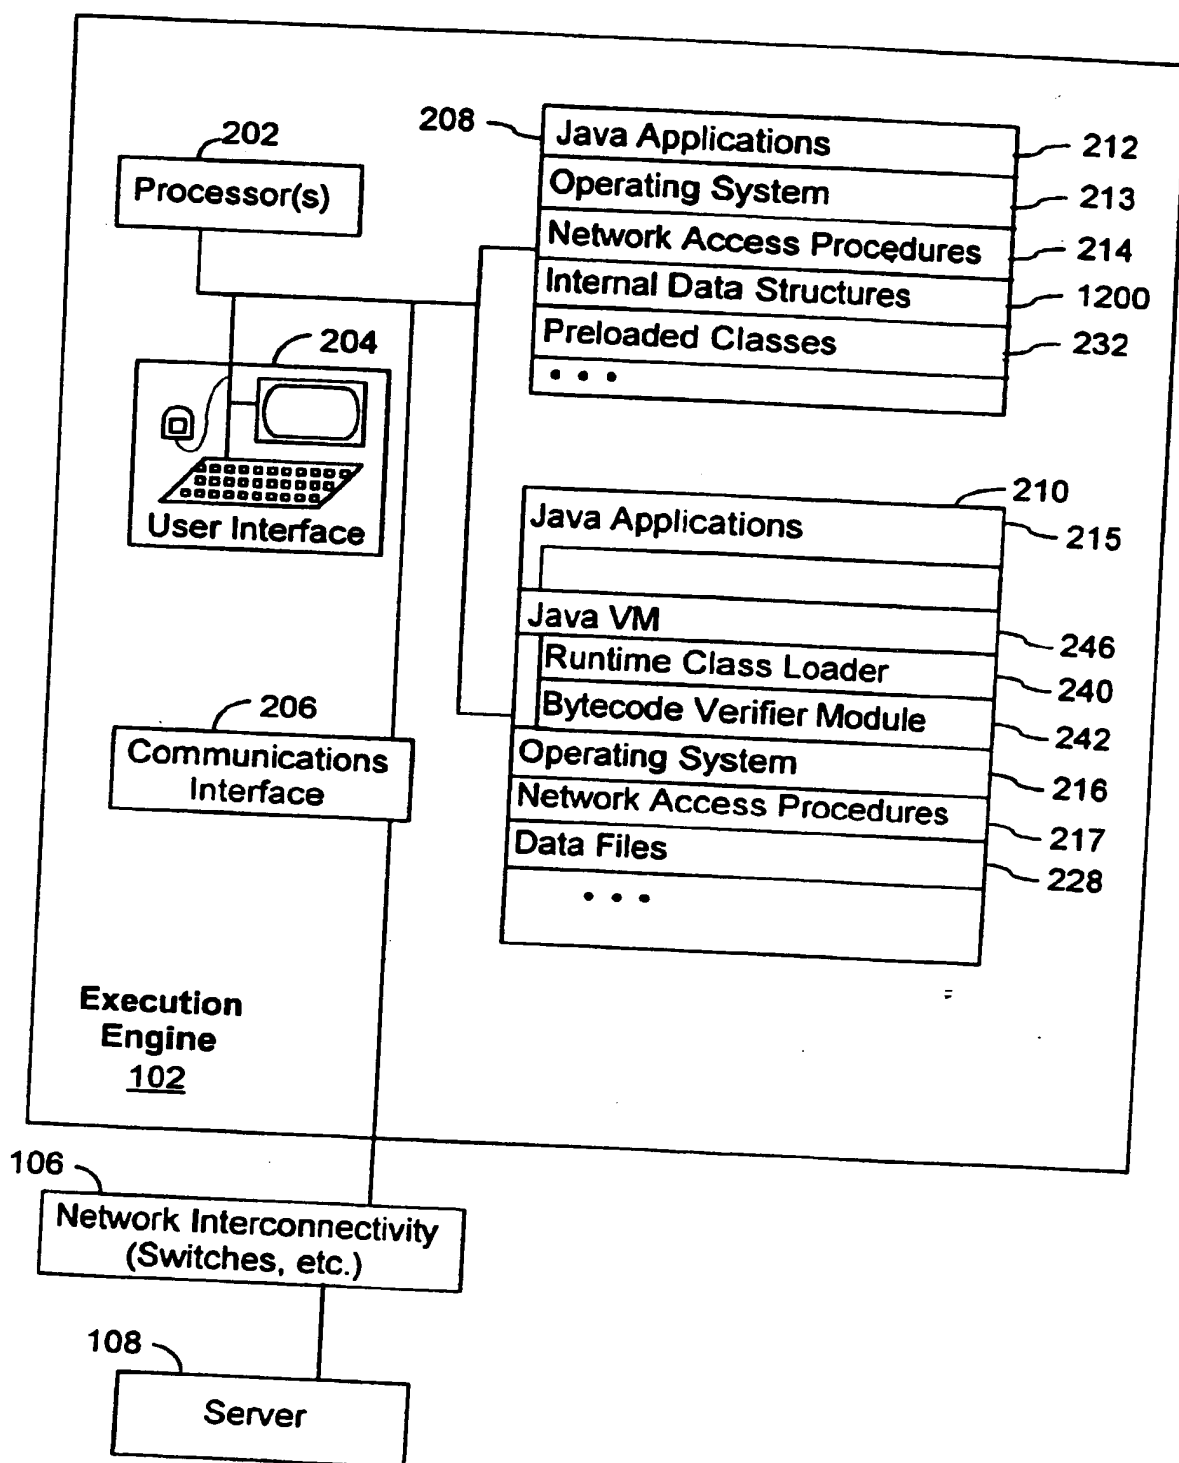 202
Processor(s)
208
Java Applications
212
Operating System
213
Network Access Procedures
214
Internal Data Structures
1200
Preloaded Classes
232
• • •
204
User Interface
210
Java Applications
215
Java VM
246
Runtime Class Loader
240
Bytecode Verifier Module
242
Operating System
216
Network Access Procedures
217
Data Files
228
• • •
206
Communications
Interface
Execution
Engine
102
106
Network Interconnectivity
(Switches, etc.)
108
Server